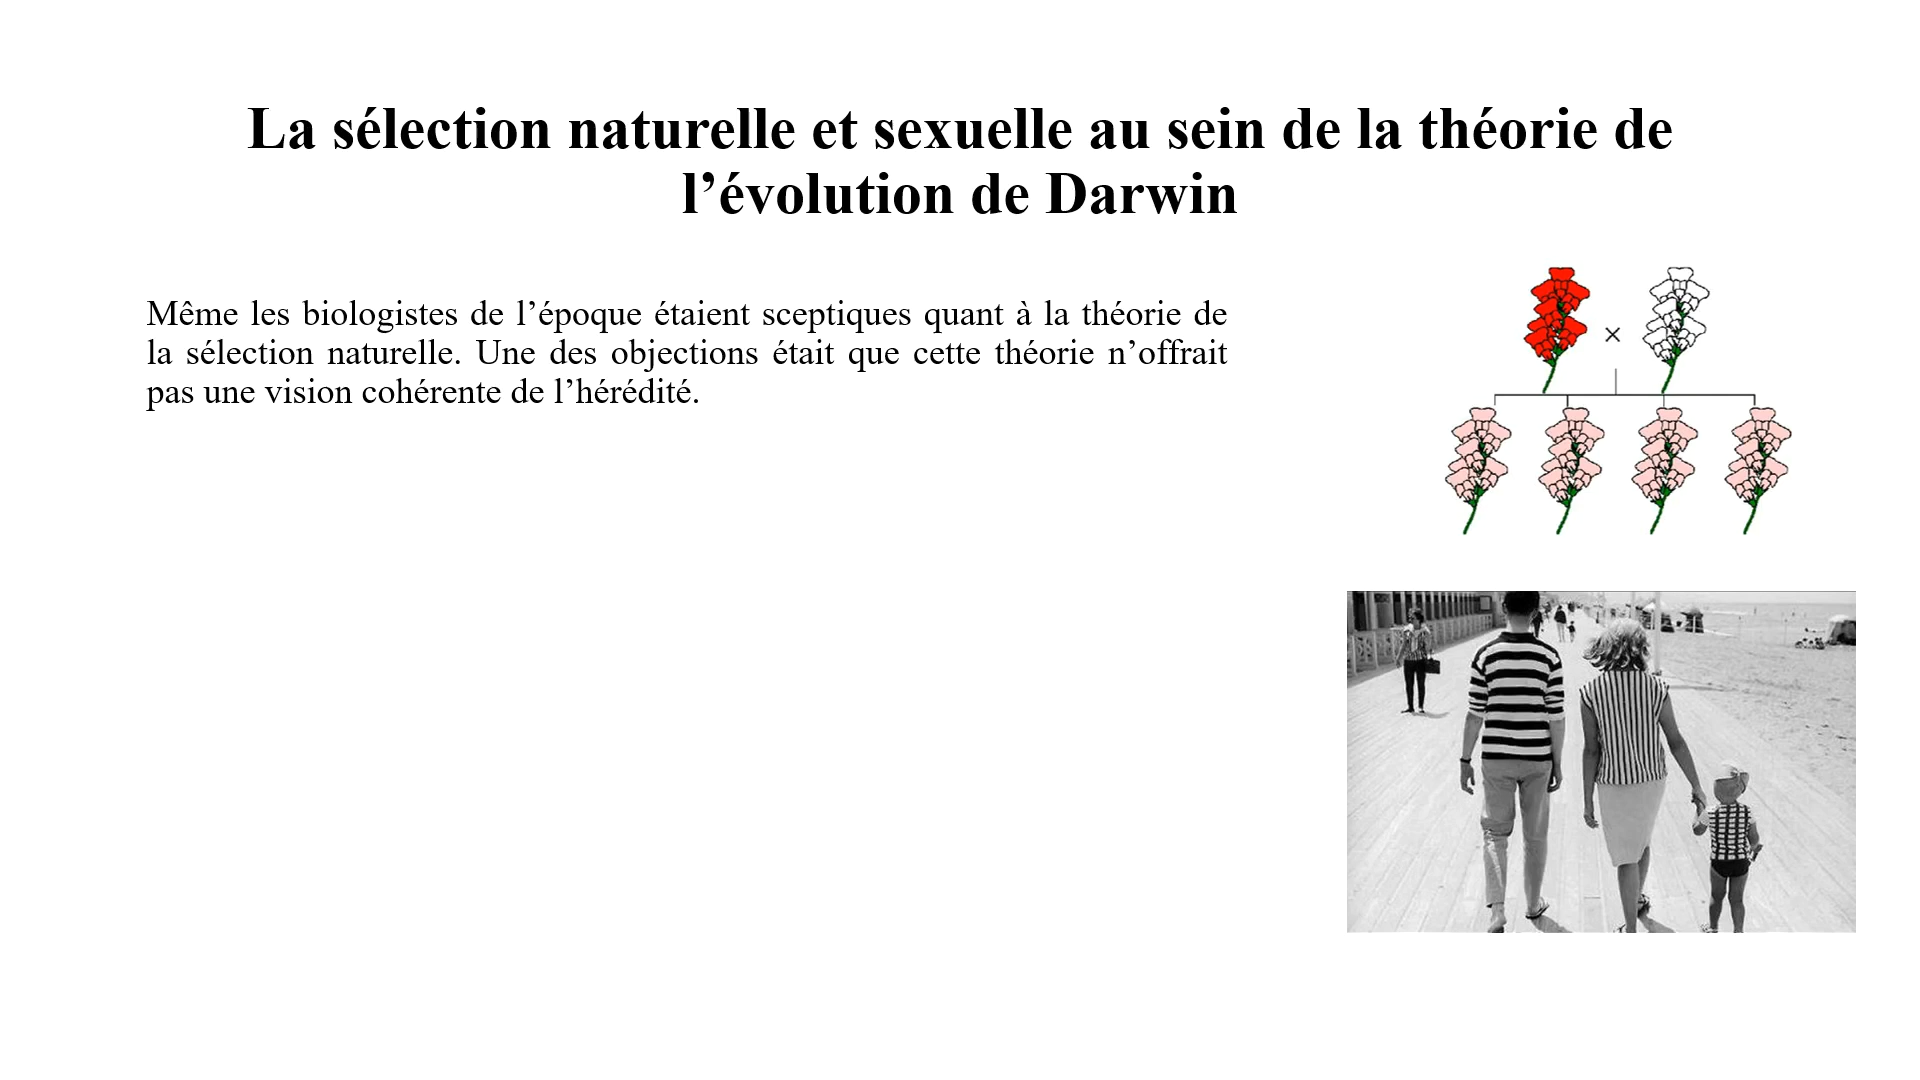 La sélection naturelle et sexuelle au sein de la théorie de
l’évolution de Darwin
Même les biologistes de l’époque étaient sceptiques quant à la théorie de
la sélection naturelle. Une des objections était que cette théorie n’offrait
pas une vision cohérente de l’hérédité.
×